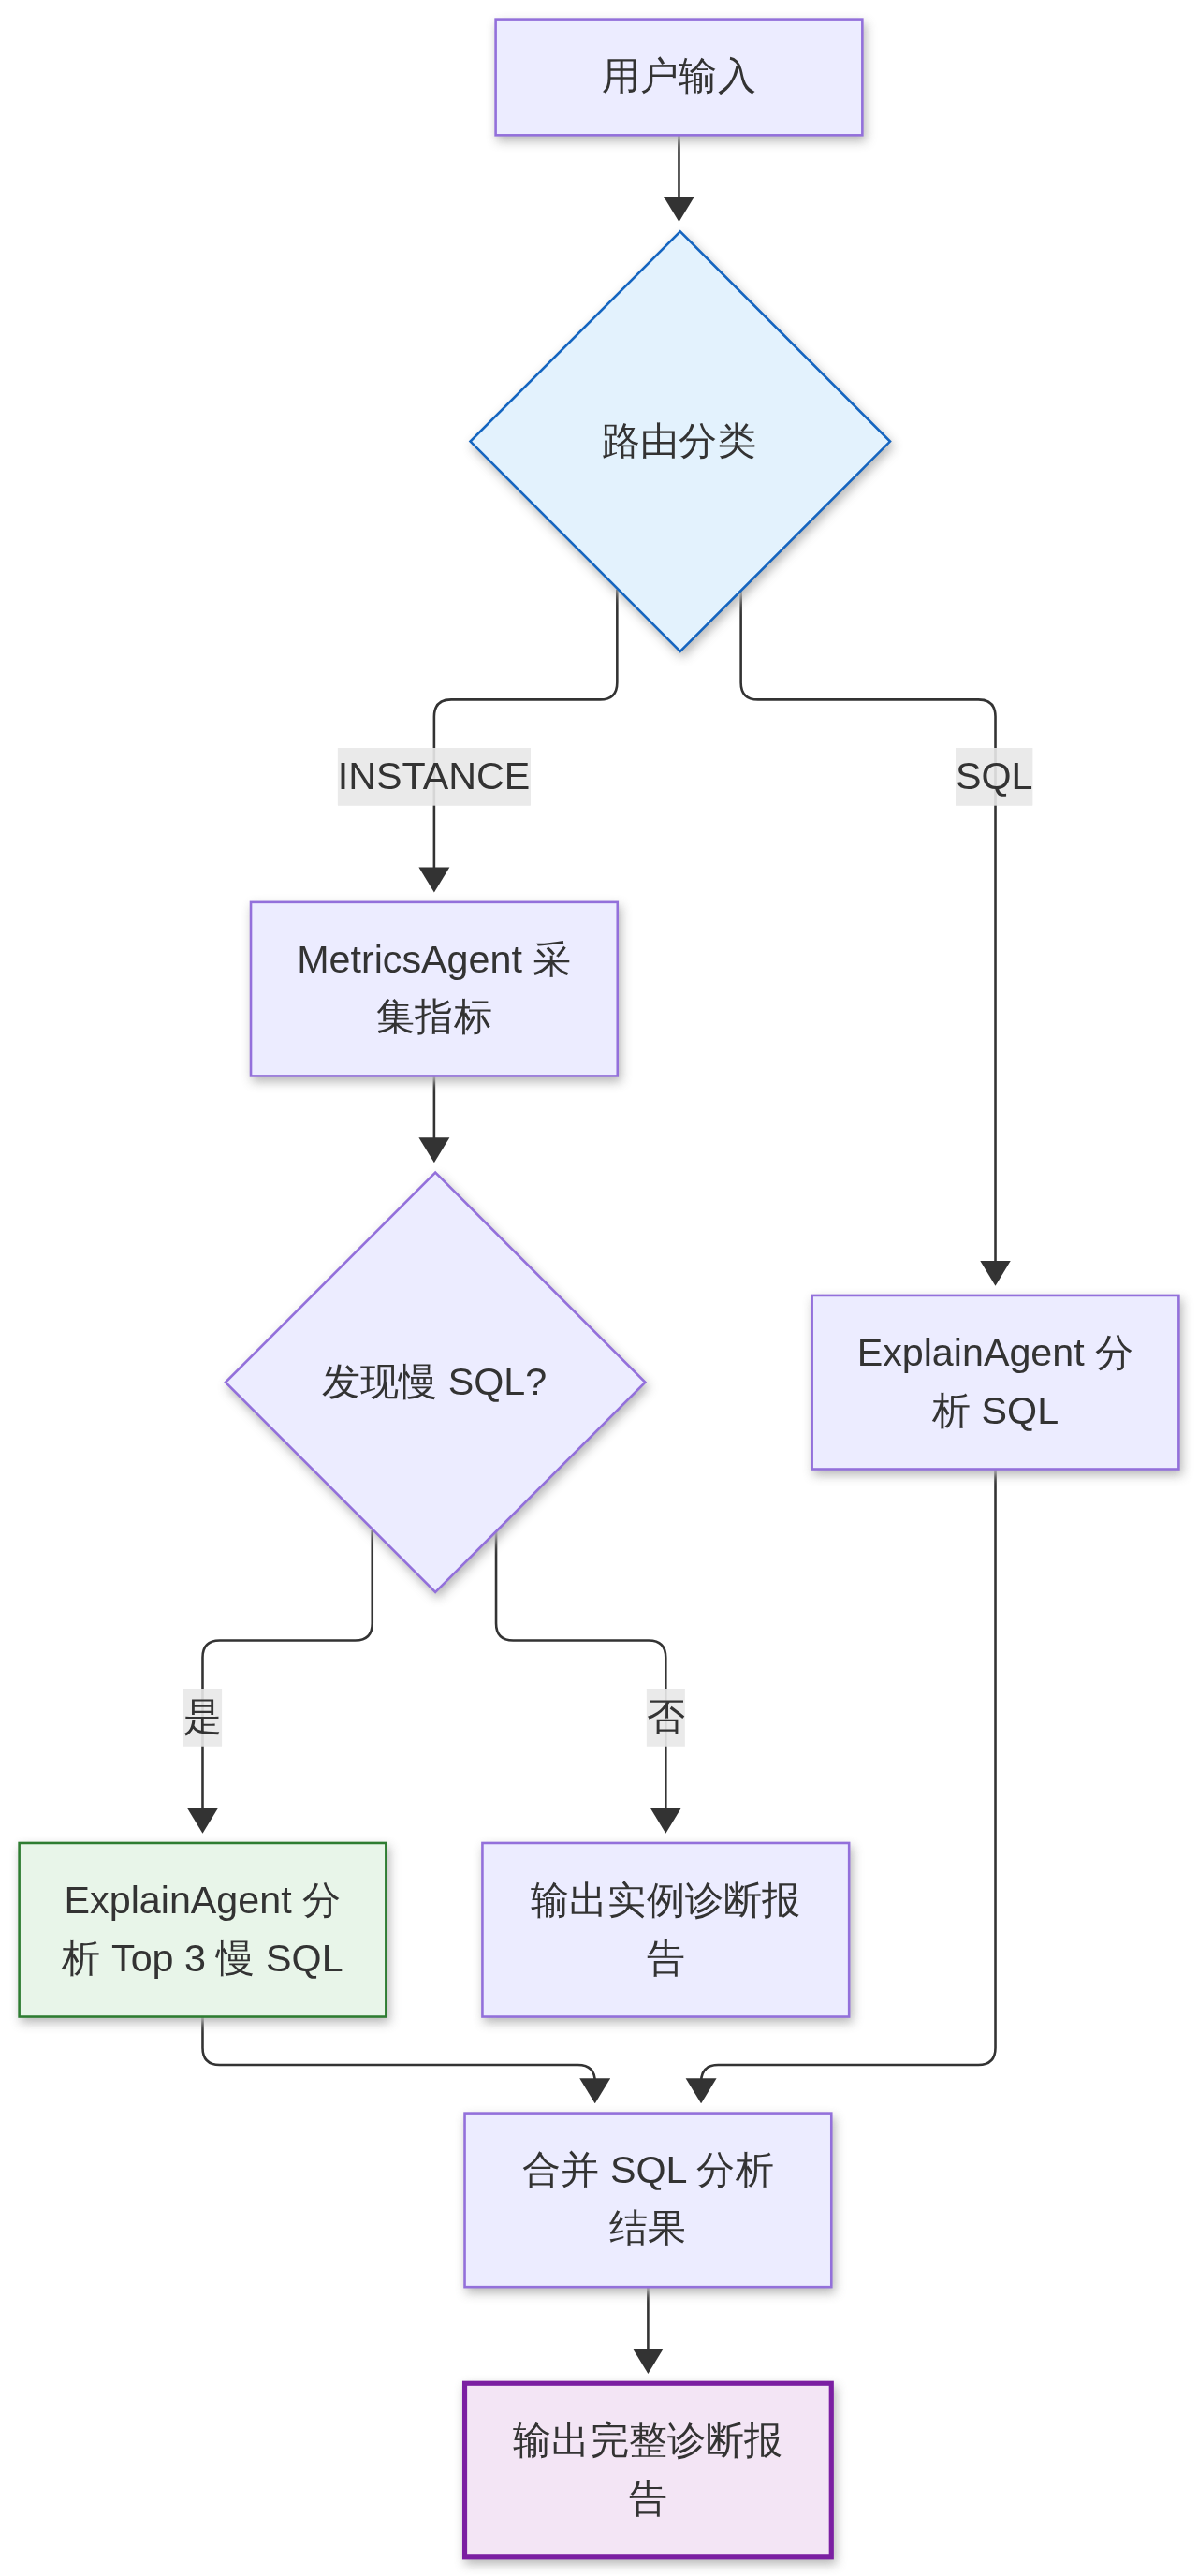 用户输入
路由分类
INSTANCE
SQL
MetricsAgent 采
集指标
发现慢 SQL?
ExplainAgent 分
析 SQL
是
否
ExplainAgent 分
析 Top 3 慢 SQL
输出实例诊断报
告
合并 SQL 分析
结果
输出完整诊断报
告